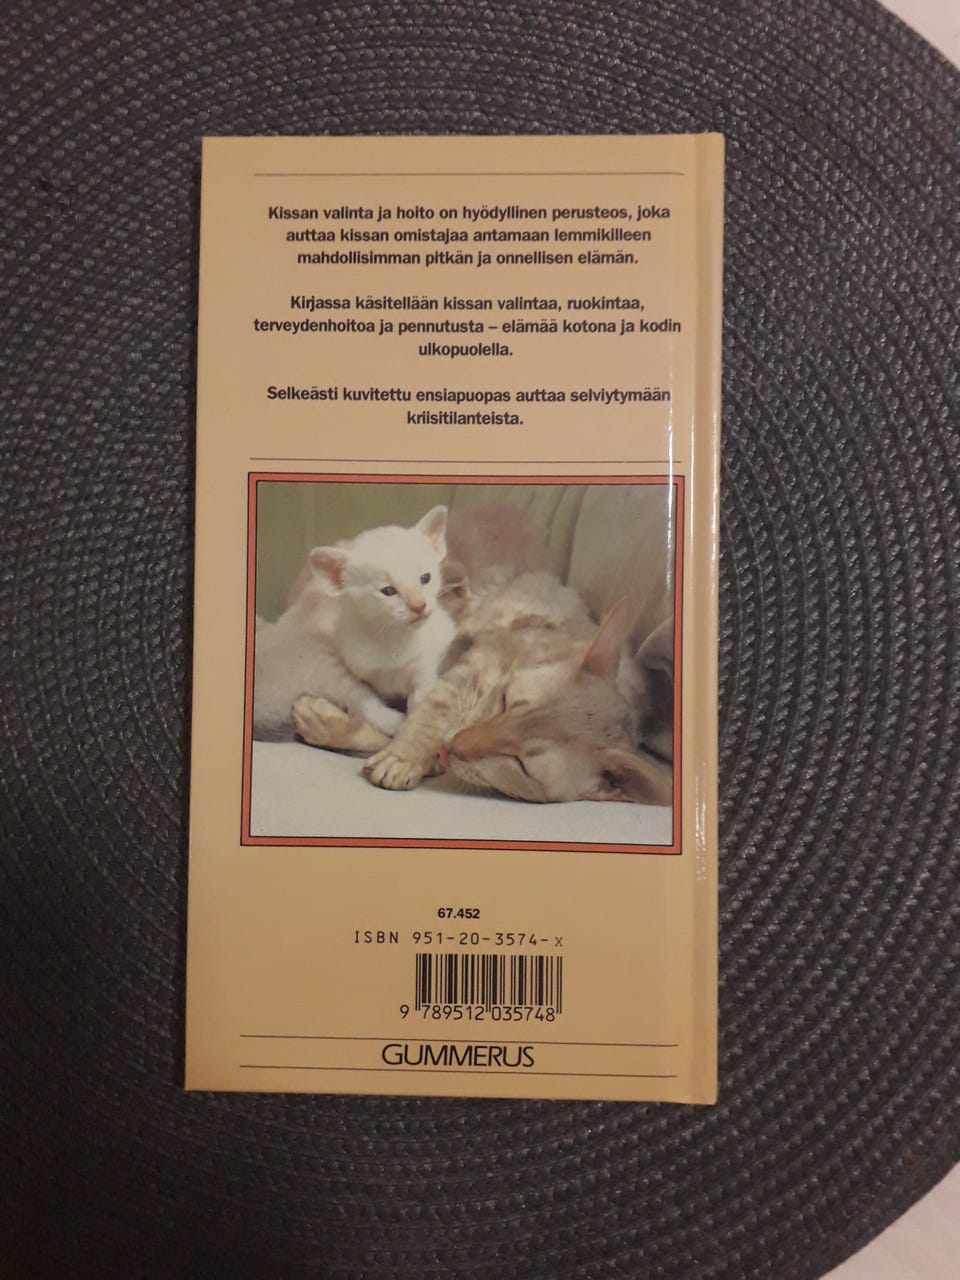 Kissan valinta ja hoito on hyödyllinen perusteos, joka
auttaa kissan omistajaa antamaan lemmikilleen
mahdollisimman pitkän ja onnellisen elämän.
Kirjassa käsitellään kissan valintaa, ruokintaa,
terveydenhoitoa ja pennutusta – elämää kotona ja kodin
ulkopuolella.
Selkeästi kuvitettu ensiapuopas auttaa selviytymään
kriisitilanteista.
67.452
ISBN 951-20-3574-x
9 789512 035748
GUMMERUS